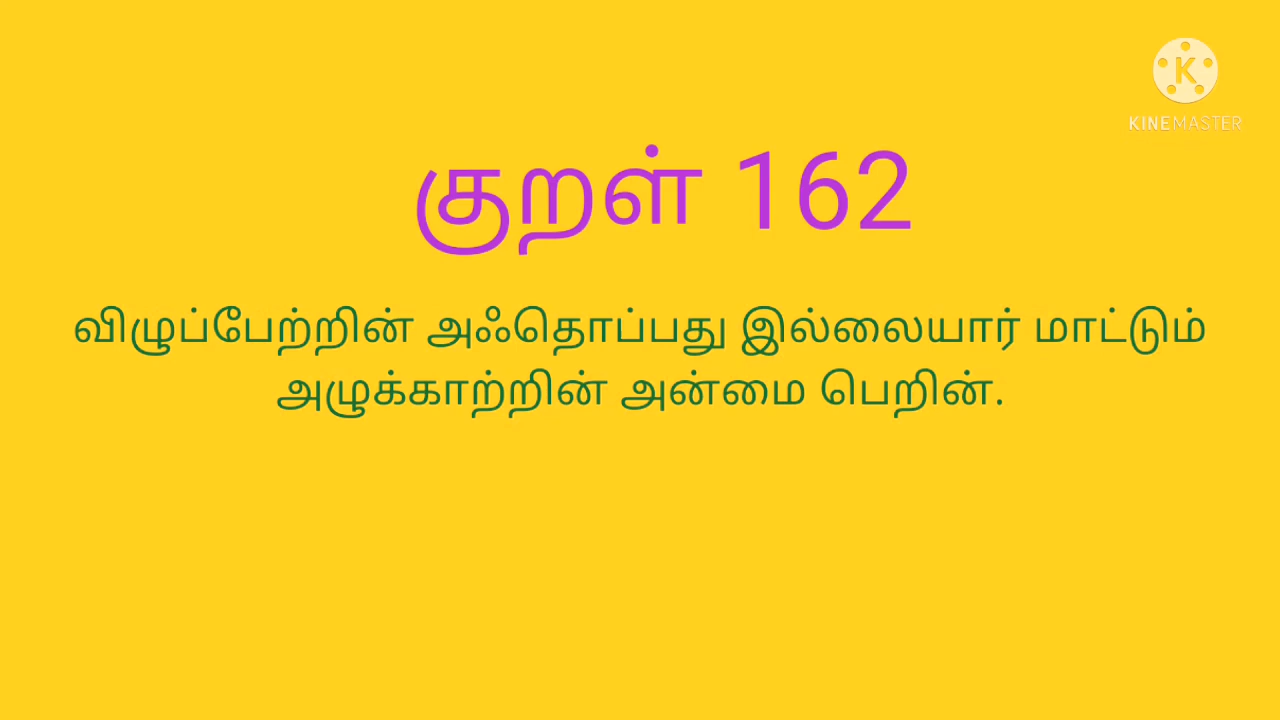 KINEMASTER
குறள் 162
விழுப்பேற்றின் அஃதொப்பது இல்லையார் மாட்டும்
அழுக்காற்றின் அன்மை பெறின்.